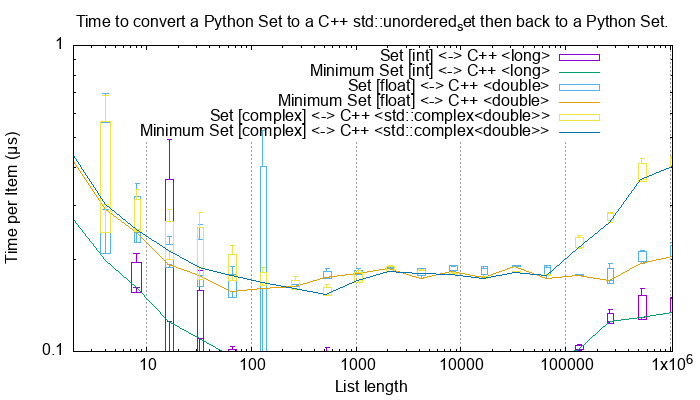 Time to convert a Python Set to a C++ std::unordered_set then back to a Python Set.
Time per Item (µs)
1
0.1
Set [int] <-> C++ <long>
Minimum Set [int] <-> C++ <long>
Set [float] <-> C++ <double>
Minimum Set [float] <-> C++ <double>
Set [complex] <-> C++ <std::complex<double>>
Minimum Set [complex] <-> C++ <std::complex<double>>
10 100 1000 10000 100000 1x10⁶
List length